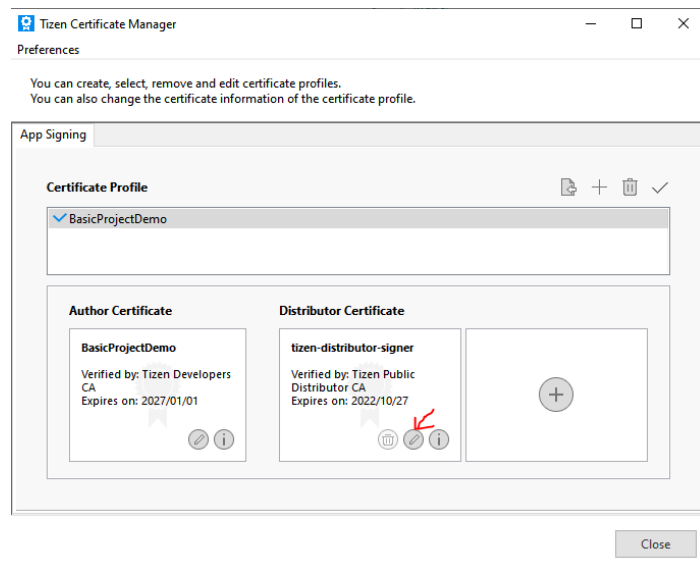 Tizen Certificate Manager
Preferences
You can create, select, remove and edit certificate profiles.
You can also change the certificate information of the certificate profile.
App Signing
Certificate Profile
BasicProjectDemo
Author Certificate
Distributor Certificate
BasicProjectDemo
Verified by: Tizen Developers
CA
Expires on: 2027/01/01
tizen-distributor-signer
Verified by: Tizen Public
Distributor CA
Expires on: 2022/10/27
Close